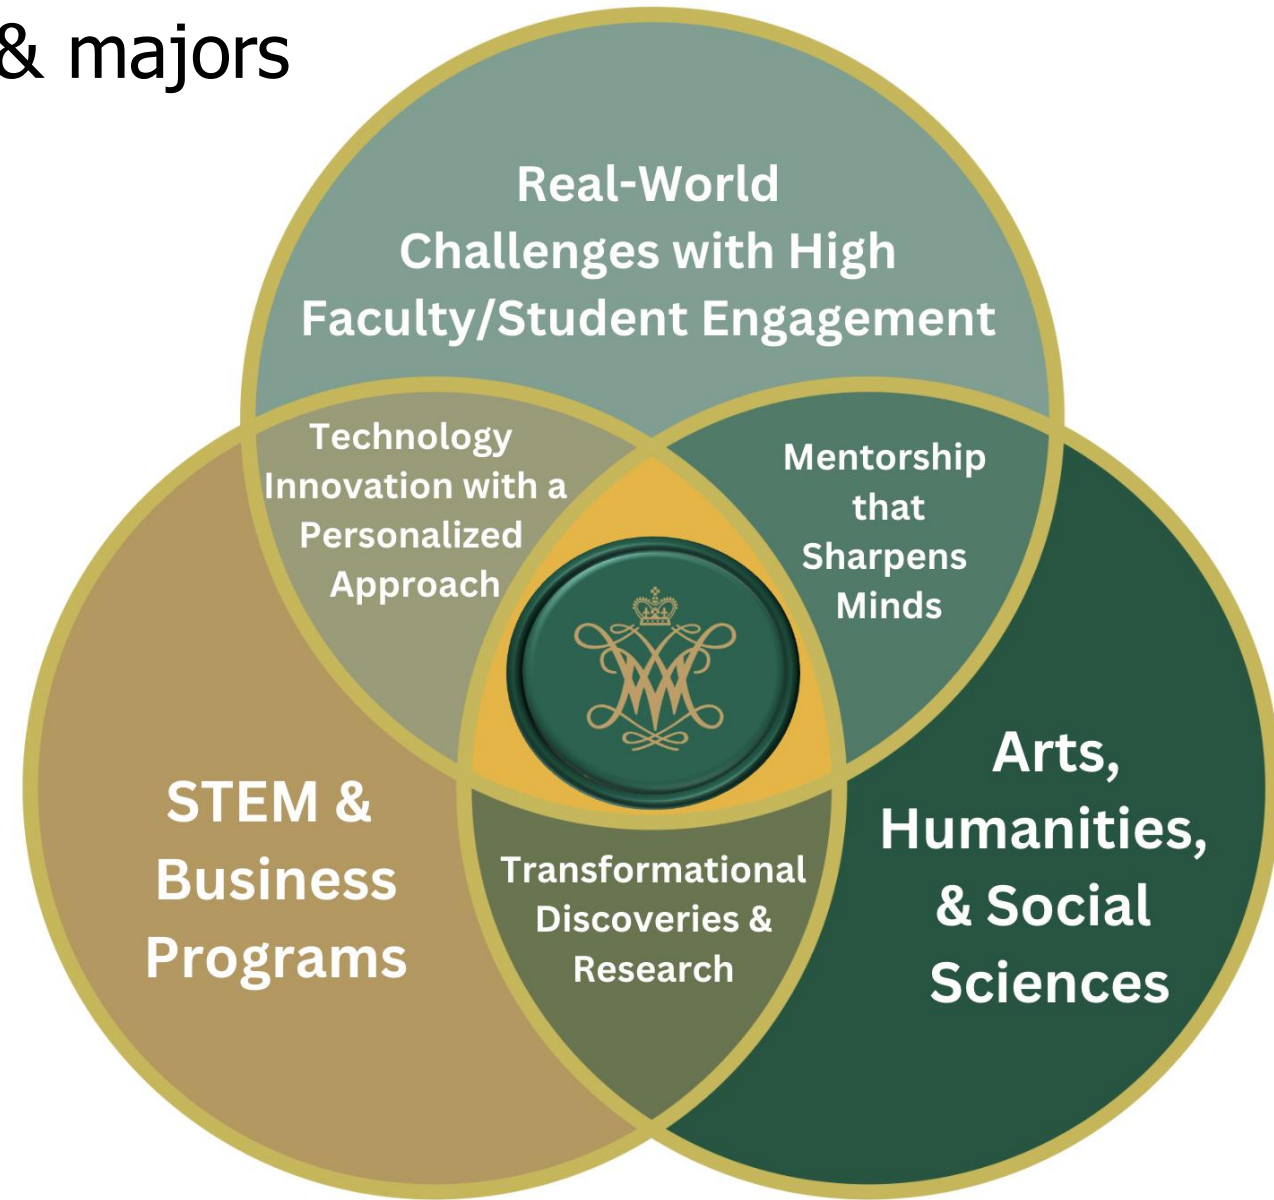 & majors
Real-World
Challenges with High
Faculty/Student Engagement
Technology
Innovation with a
Personalized
Approach
Mentorship
that
Sharpens
Minds
STEM &
Business
Programs
Transformational
Discoveries &
Research
Arts,
Humanities,
& Social
Sciences